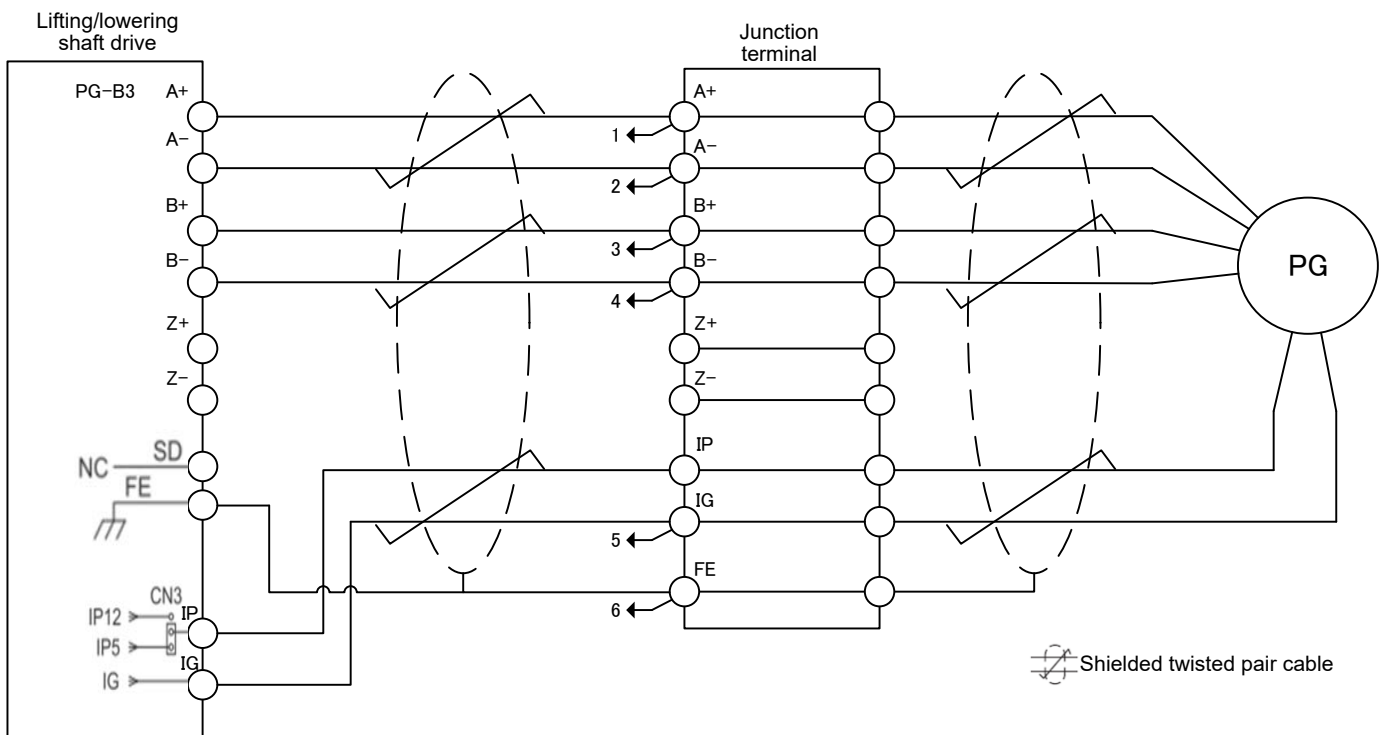 Lifting/lowering
shaft drive
Junction
terminal
PG-B3
A+
A-
B+
B-
Z+
Z-
NC
SD
FE
CN3
IP12
IP
IP5
IG
IG
A+
1
A-
2
B+
3
B-
4
Z+
Z-
IP
IG
5
FE
6
PG
Shielded twisted pair cable